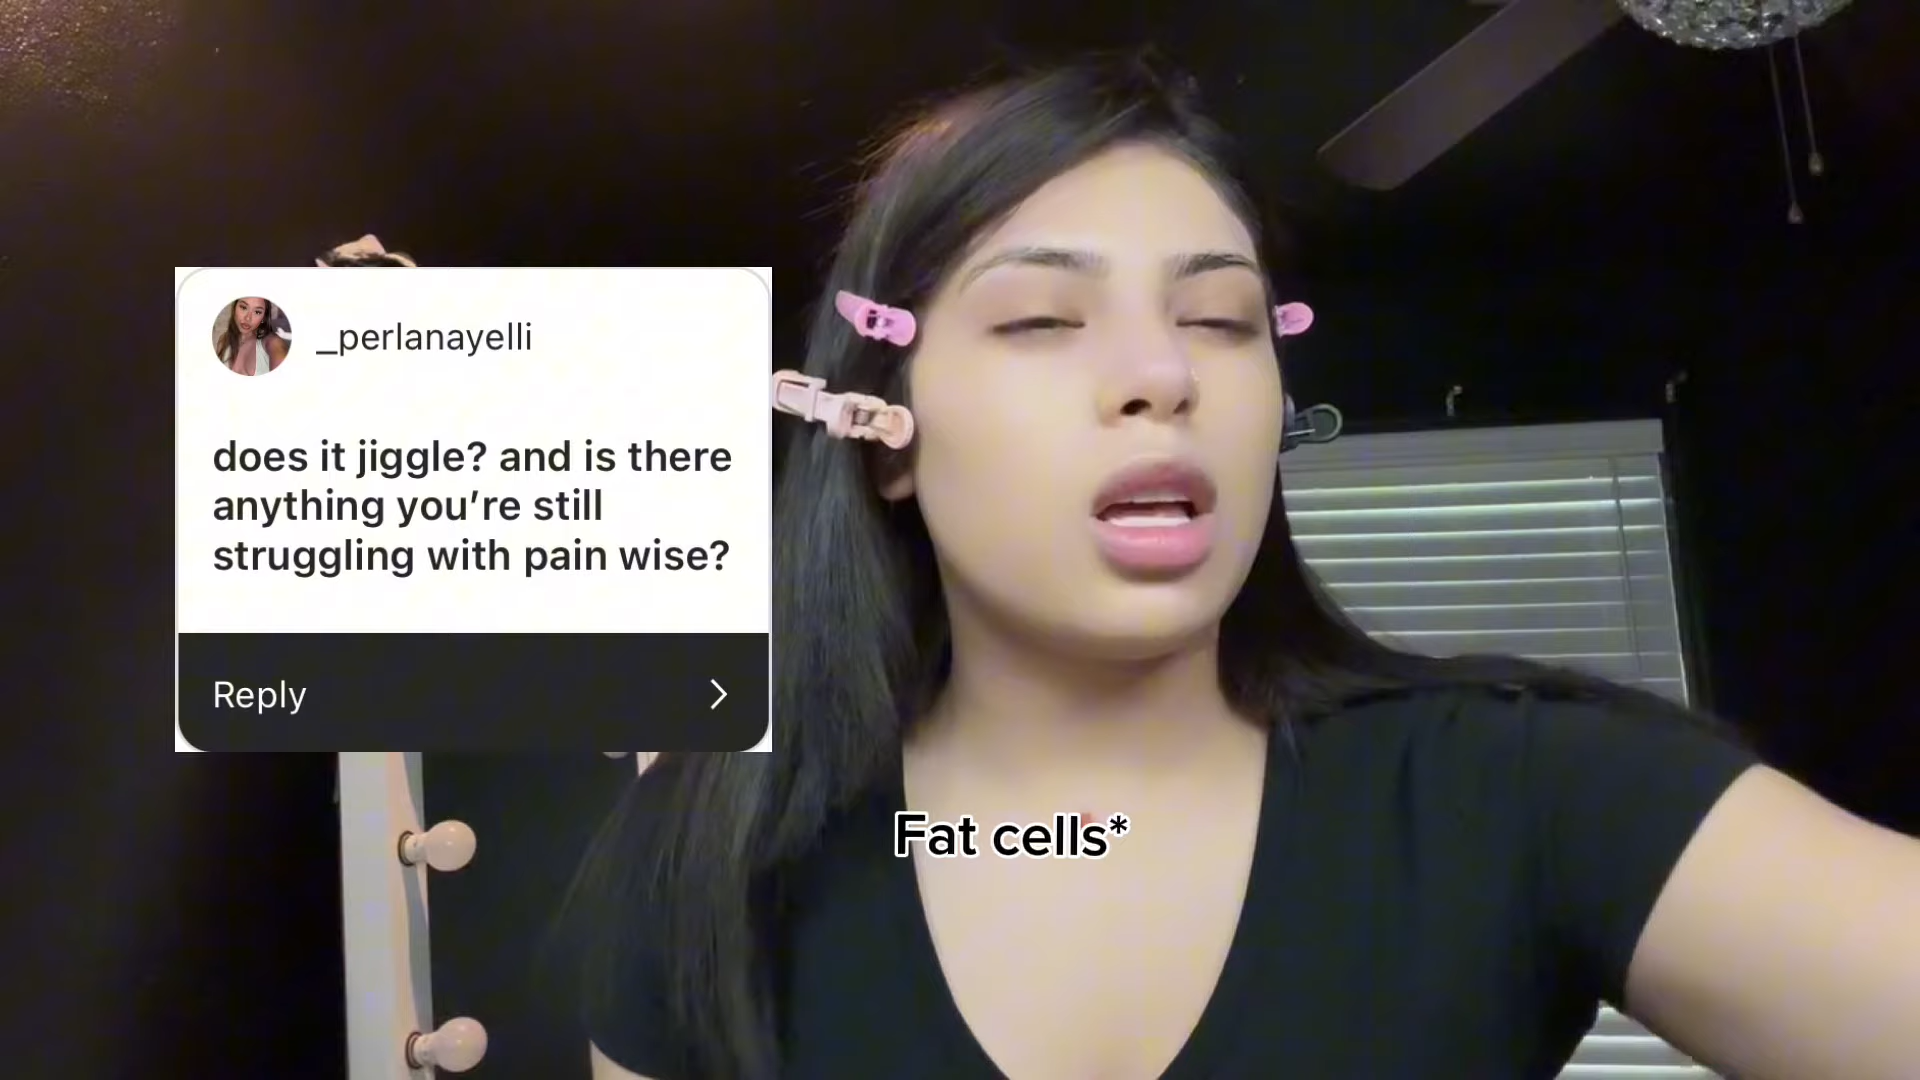 _perlanayelli
does it jiggle? and is there
anything you’re still
struggling with pain wise?
Reply
Fat cells*